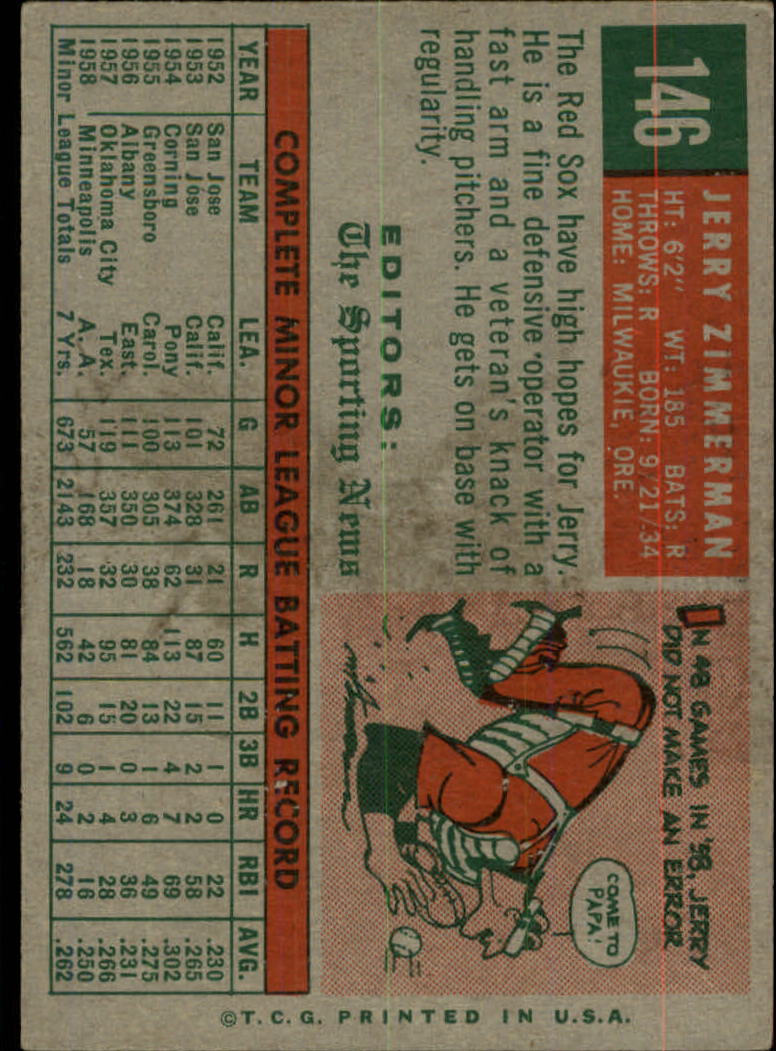 146
JERRY ZIMMERMAN
HT: 6'2" WT: 185 BATS: R
THROWS: R BORN: 9/21/34
HOME: MILWAUKIE, ORE.
The Red Sox have high hopes for Jerry.
He is a fine defensive operator with a
fast arm and a veteran's knack of
handling pitchers. He gets on base with
regularity.
EDITORS:
The Sporting News
IN 48 GAMES IN '58, JERRY
DID NOT MAKE AN ERROR
COME TO
PAPA!
COMPLETE MINOR LEAGUE BATTING RECORD
YEAR TEAM LEA. G AB R H 2B 3B HR RBI AVG.
1952 San Jose Calif. 72 261 21 60 11 1 0 22 .230
1953 San Jose Calif. 101 328 31 87 15 2 2 58 .265
1954 Corning Pony 113 374 62 113 22 4 7 69 .302
1955 Greensboro Carol. 100 305 38 84 13 1 6 49 .275
1956 Albany East. 111 350 30 81 20 0 3 36 .231
1957 Oklahoma City Tex. 119 357 32 95 15 1 4 28 .266
1958 Minneapolis A. A. 57 168 18 42 6 0 2 16 .250
Minor League Totals 7 Yrs. 673 2143 232 562 102 9 24 278 .262
©T. C. G. PRINTED IN U.S.A.